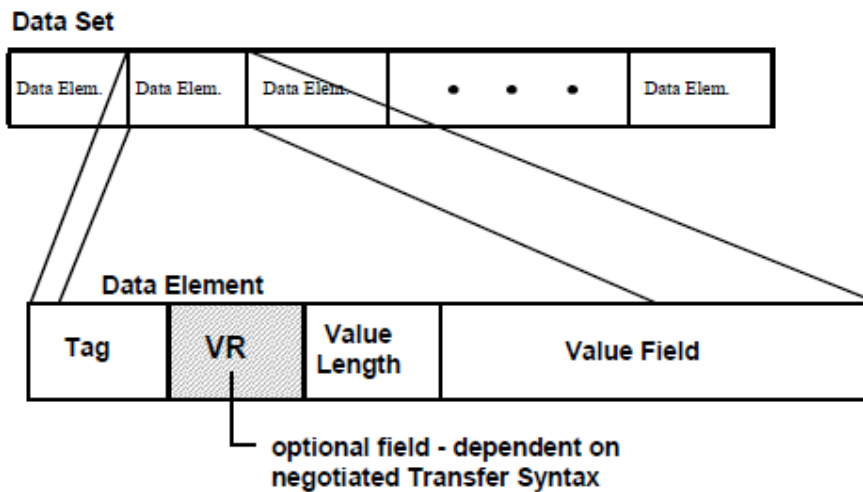 Data Set
Data Elem. Data Elem. Data Elem. • • • Data Elem.
Data Element
Tag VR Value Length Value Field
optional field - dependent on
negotiated Transfer Syntax